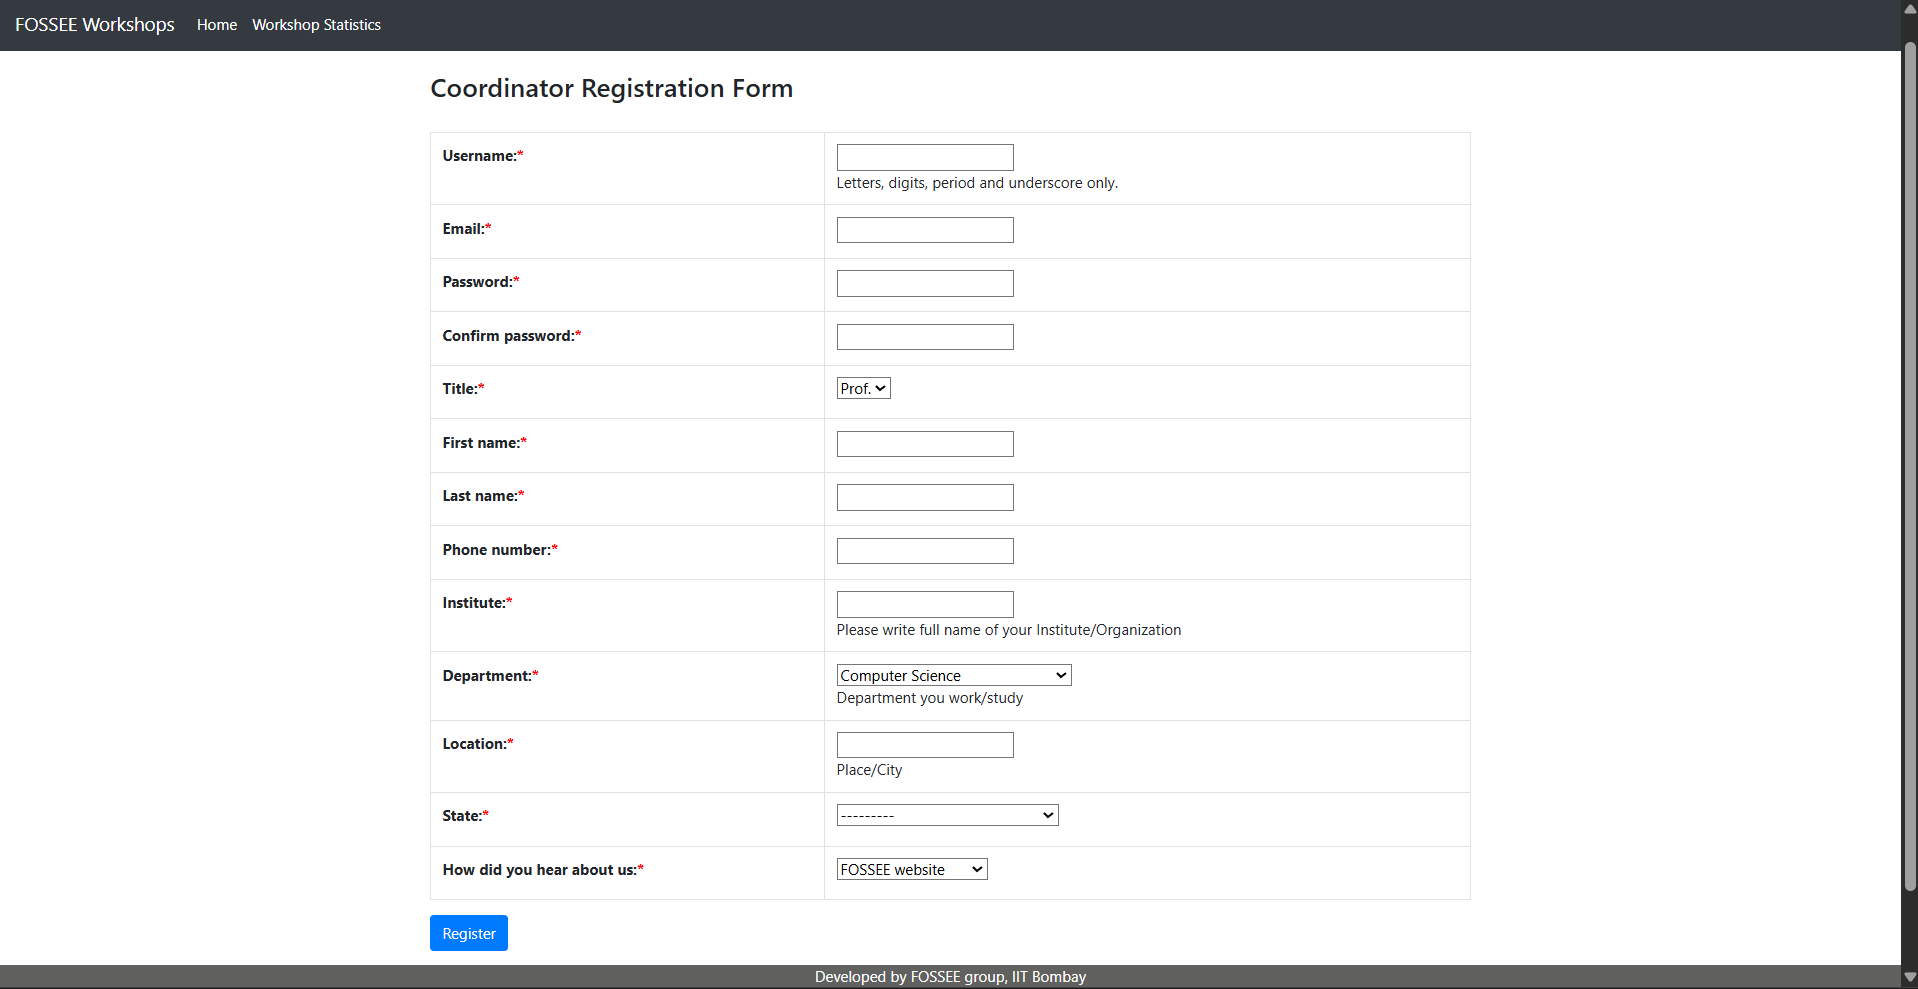 FOSSEE Workshops Home Workshop Statistics
Coordinator Registration Form
Username:*
Letters, digits, period and underscore only.
Email:*
Password:*
Confirm password:*
Title:* Prof.
First name:*
Last name:*
Phone number:*
Institute:*
Please write full name of your Institute/Organization
Department:* Computer Science
Department you work/study
Location:*
Place/City
State:* ---------
How did you hear about us:* FOSSEE website
Register
Developed by FOSSEE group, IIT Bombay